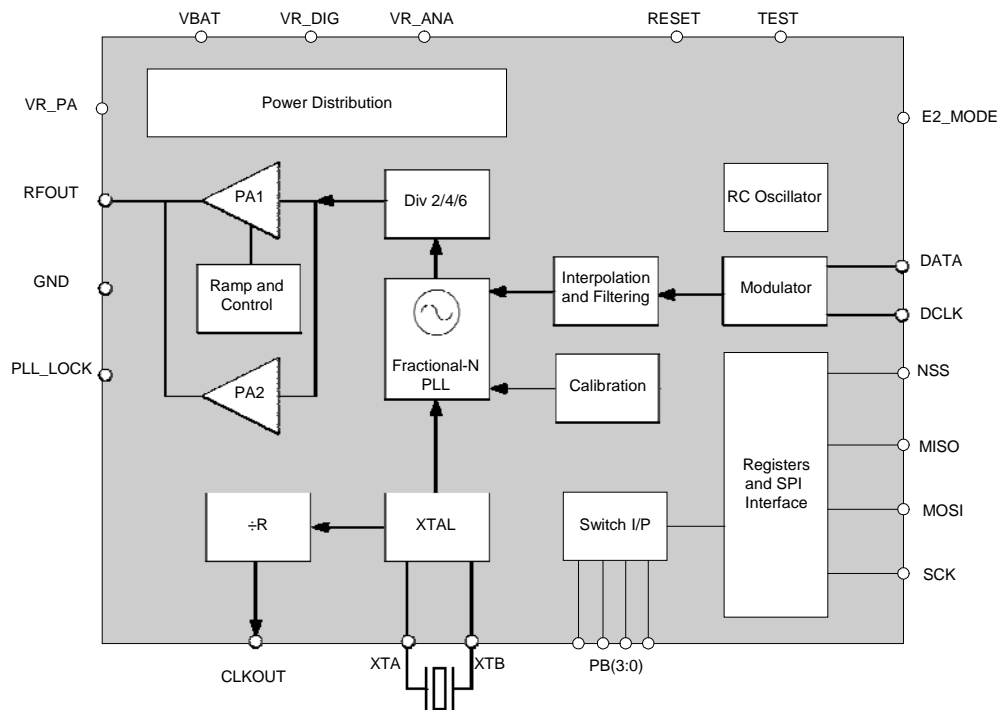 VBAT
VR_DIG
VR_ANA
RESET
TEST
VR_PA
Power Distribution
E2_MODE
RFOUT
PA1
Div 2/4/6
RC Oscillator
GND
Ramp and
Control
Interpolation
and Filtering
Modulator
DATA
DCLK
Fractional-N
PLL
PLL_LOCK
PA2
Calibration
NSS
Registers
and SPI
Interface
MISO
MOSI
SCK
÷R
XTAL
Switch I/P
CLKOUT
XTA
XTB
PB(3:0)